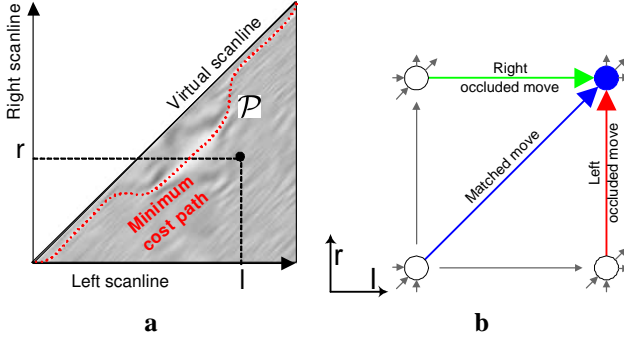 Right scanline
Virtual scanline
P
r
Minimum
cost path
Left scanline
l
a
Right
occluded move
Matched move
Left
occluded move
r
l
b